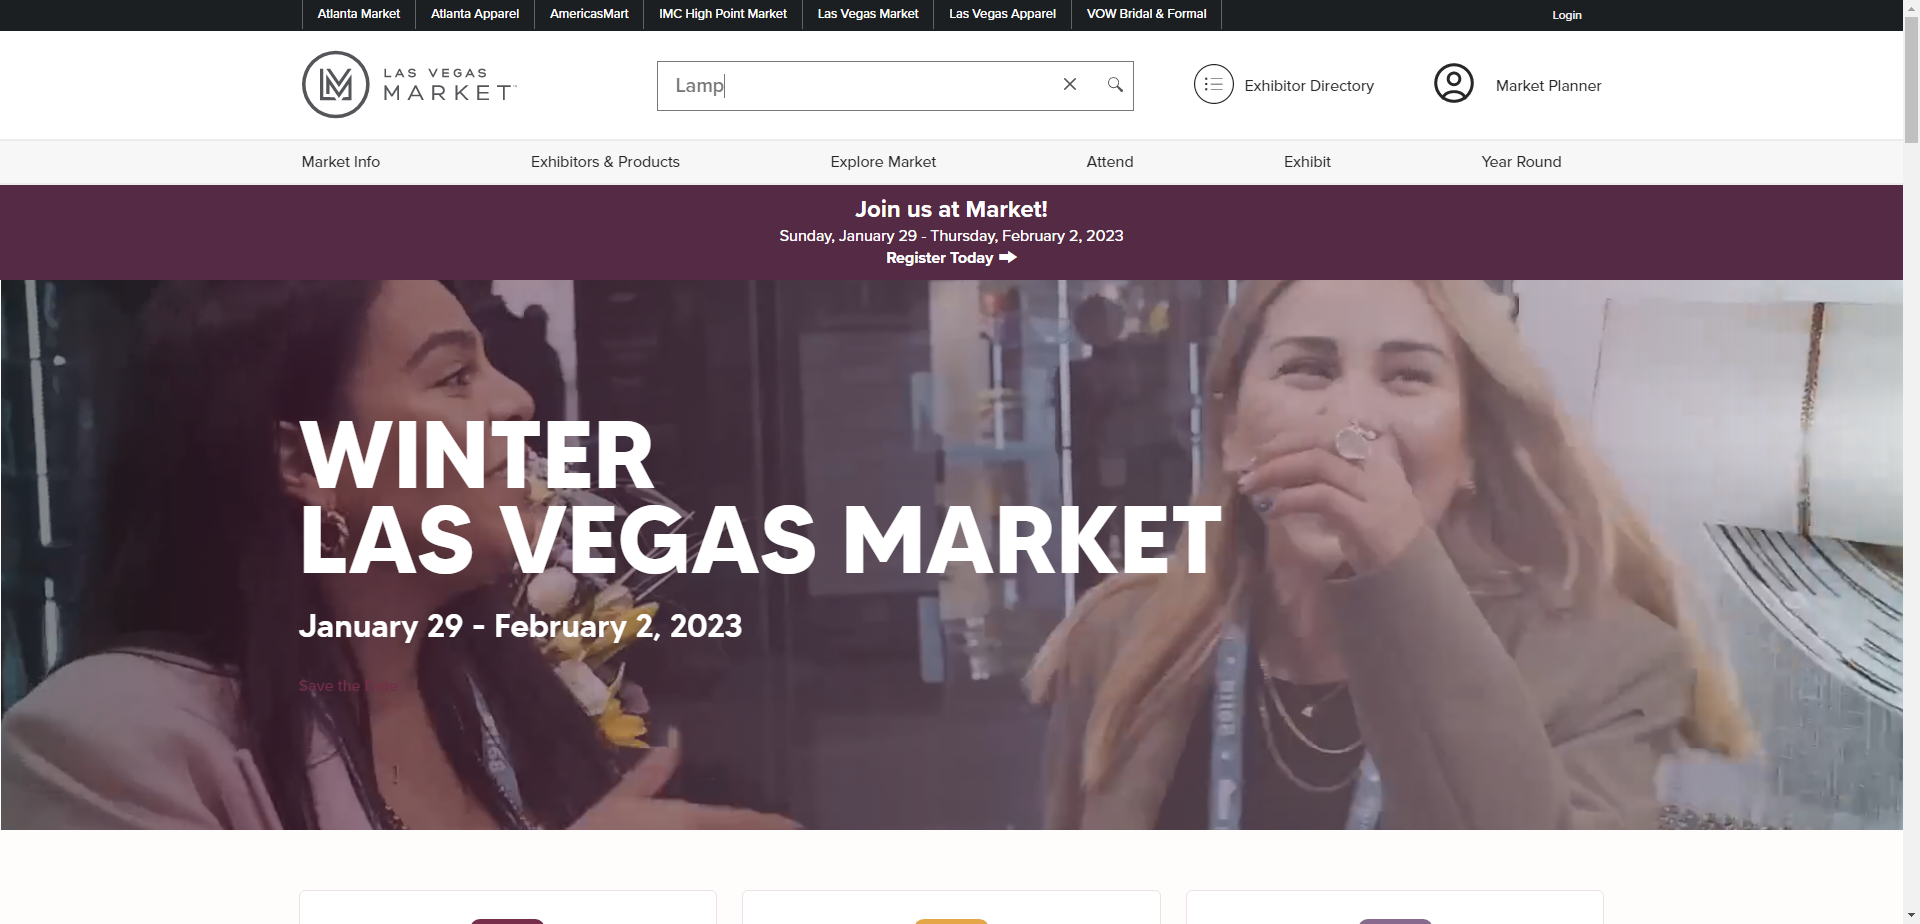 Atlanta Market
Atlanta Apparel
AmericasMart
IMC High Point Market
Las Vegas Market
Las Vegas Apparel
VOW Bridal & Formal
Login
LAS VEGAS
MARKET
Lamp
Exhibitor Directory
Market Planner
Market Info
Exhibitors & Products
Explore Market
Attend
Exhibit
Year Round
Join us at Market!
Sunday, January 29 - Thursday, February 2, 2023
Register Today
WINTER
LAS VEGAS MARKET
January 29 - February 2, 2023
Save the Date